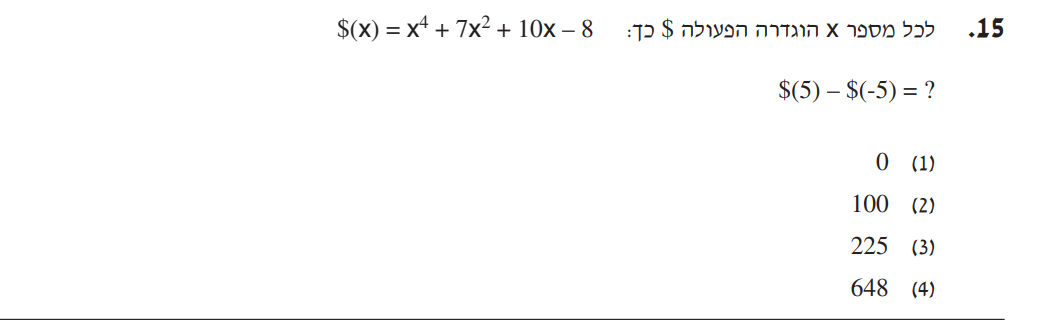 15. לכל מספר x הוגדרה הפעולה $ כך: $(x) = x⁴ + 7x² + 10x – 8
$(5) – $(-5) = ?
(1) 0
(2) 100
(3) 225
(4) 648